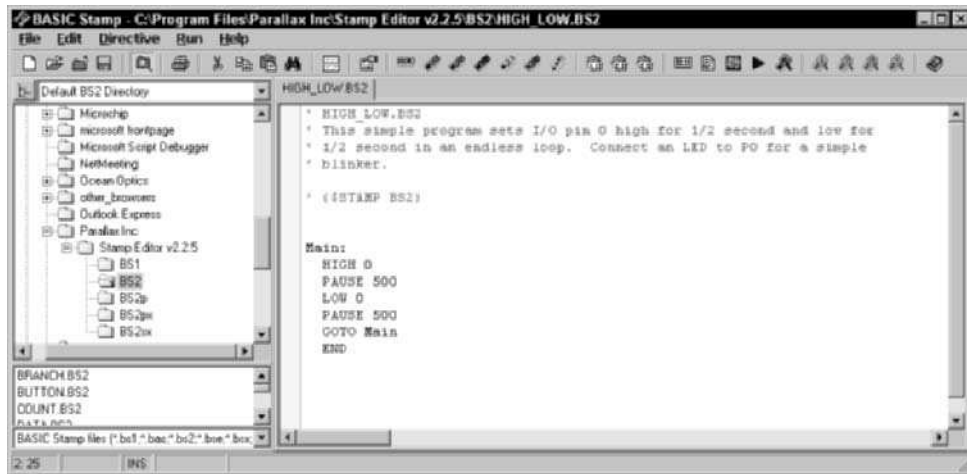 BASIC Stamp - C:\Program Files\Parallax Inc\Stamp Editor v2.2.5\BS2\HIGH_LOW.BS2
File Edit Directive Run Help
Default BS2 Directory
HIGH_LOW.BS2
Microchip
microsoft frontpage
Microsoft Script Debugger
NetMeeting
Ocean Optics
other_browsers
Outlook Express
Parallax Inc
Stamp Editor v2.2.5
BS1
BS2
BS2p
BS2px
BS2sx
BRANCH.BS2
BUTTON.BS2
COUNT.BS2
DATA.BS2
BASIC Stamp files (*.bs1,*.bas;*.bs2;*.bse,*.bsx;
' HIGH_LOW.BS2
' This simple program sets I/O pin 0 high for 1/2 second and low for
' 1/2 second in an endless loop. Connect an LED to P0 for a simple
' blinker.
' {$STAMP BS2}
Main:
HIGH 0
PAUSE 500
LOW 0
PAUSE 500
GOTO Main
END
2: 25 INS